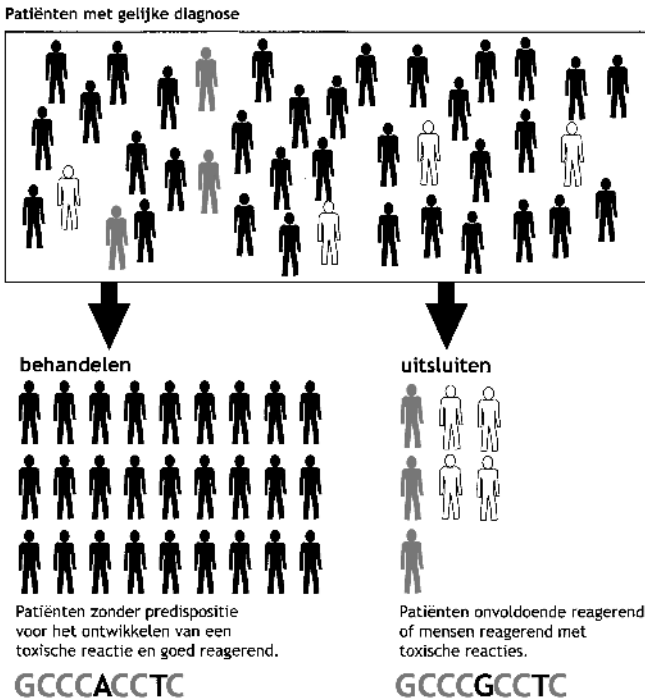 Patiënten met gelijke diagnose
behandelen
Patiënten zonder predispositie
voor het ontwikkelen van een
toxische reactie en goed reagerend.
GCCCACCTC
uitsluiten
Patiënten onvoldoende reagerend
of mensen reagerend met
toxische reacties.
GCCCGCCTC